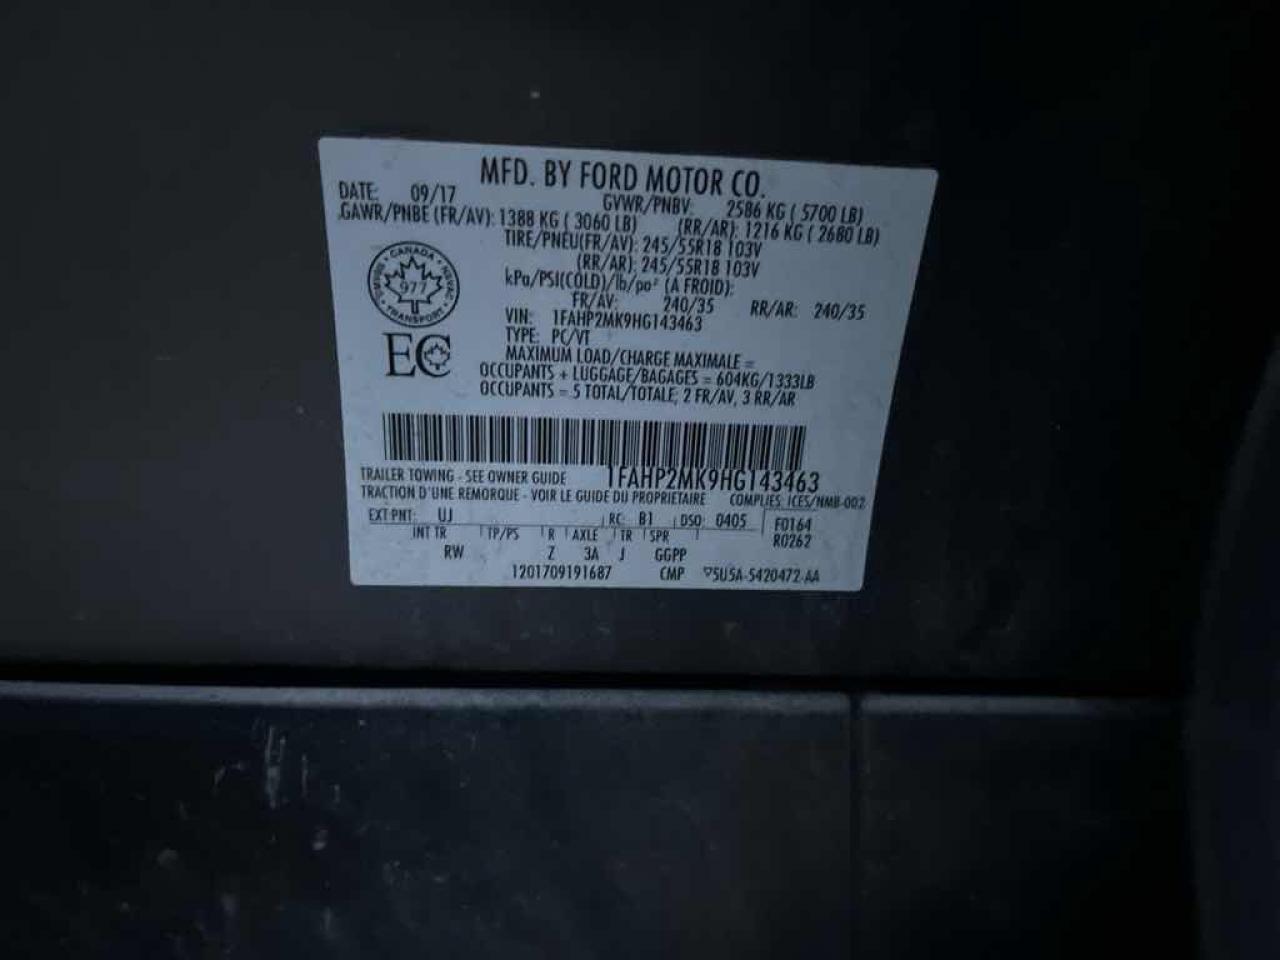 MFD. BY FORD MOTOR CO.
DATE: 09/17 GVWR/PNBV: 2586 KG ( 5700 LB)
GAWR/PNBE (FR/AV): 1388 KG ( 3060 LB) (RR/AR): 1216 KG ( 2680 LB)
TIRE/PNEU(FR/AV): 245/55R18 103V
(RR/AR): 245/55R18 103V
kPa/PSI(COLD)/lb/po² (A FROID):
FR/AV: 240/35 RR/AR: 240/35
VIN: 1FAHP2MK9HG143463
TYPE: PC/VT
MAXIMUM LOAD/CHARGE MAXIMALE =
OCCUPANTS + LUGGAGE/BAGAGES = 604KG/1333LB
OCCUPANTS = 5 TOTAL/TOTALE; 2 FR/AV, 3 RR/AR
CANADA
977
TRANSPORT
NSVAC
EC
1FAHP2MK9HG143463
TRAILER TOWING - SEE OWNER GUIDE
TRACTION D'UNE REMORQUE - VOIR LE GUIDE DU PROPRIETAIRE COMPLIES: ICES/NMB-002
EXT PNT: UJ RC: B1 DSO: 0405 F0164
INT TR TP/PS R AXLE TR SPR R0262
RW Z 3A J GGPP
1201709191687 CMP ▽5U5A-5420472-AA